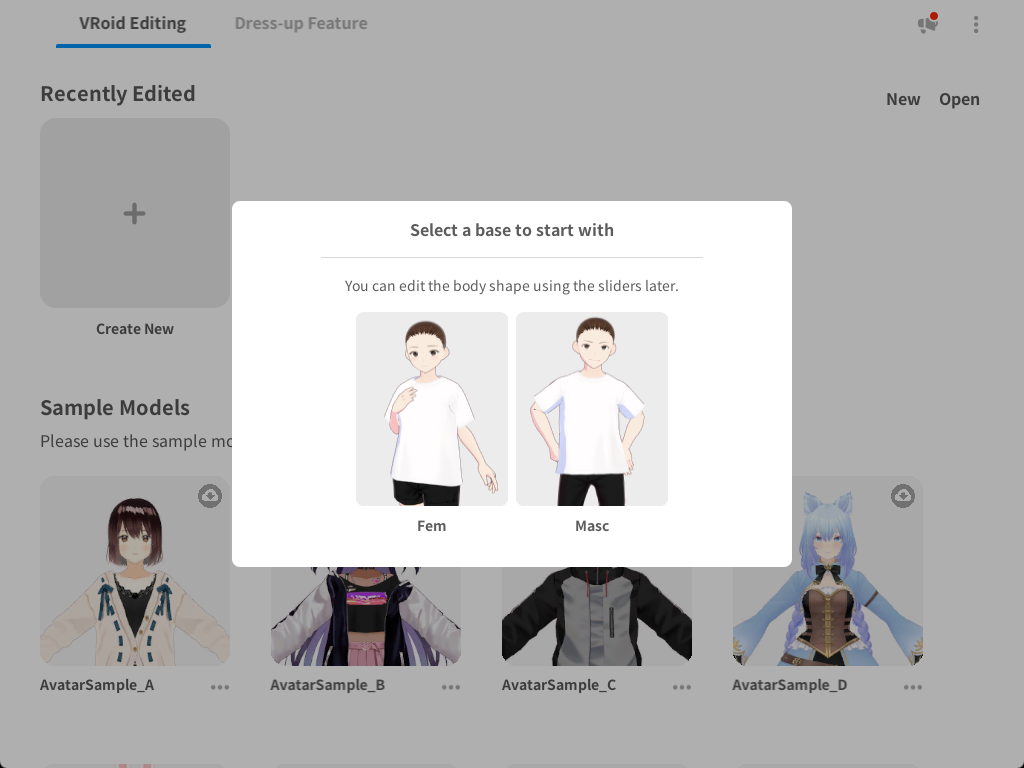 VRoid Editing
Dress-up Feature
Recently Edited
New
Open
Create New
Select a base to start with
You can edit the body shape using the sliders later.
Fem
Masc
Sample Models
Please use the sample
AvatarSample_A
AvatarSample_B
AvatarSample_C
AvatarSample_D